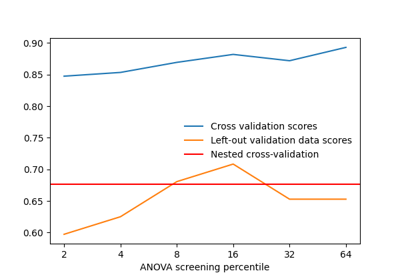 0.90
0.85
0.80
0.75
0.70
0.65
0.60
Cross validation scores
Left-out validation data scores
Nested cross-validation
2 4 8 16 32 64
ANOVA screening percentile